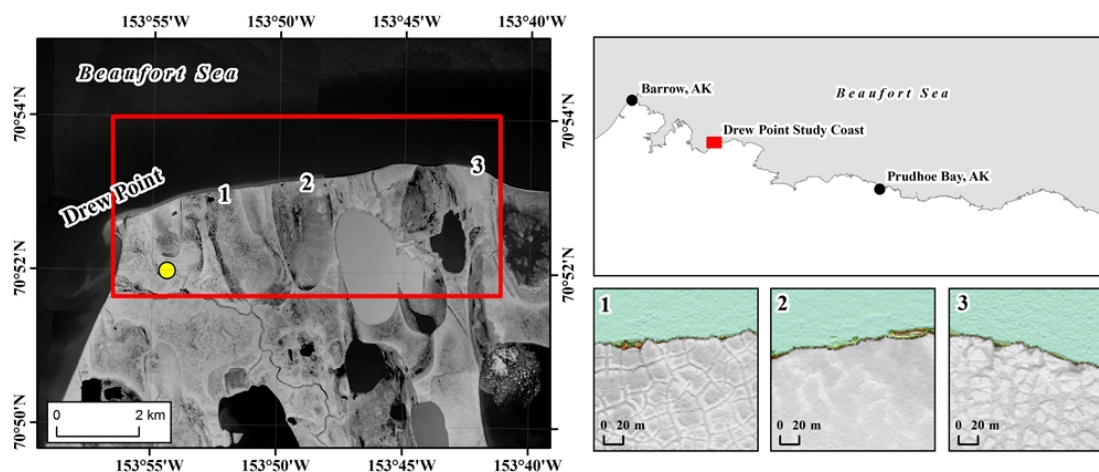 153°55'W 153°50'W 153°45'W 153°40'W
Beaufort Sea
70°54'N
70°54'N
Drew Point
1
2
3
70°52'N
70°52'N
0 2 km
70°50'N
70°50'N
153°55'W 153°50'W 153°45'W 153°40'W
Barrow, AK
Beaufort Sea
Drew Point Study Coast
Prudhoe Bay, AK
1
0 20 m
2
0 20 m
3
0 20 m